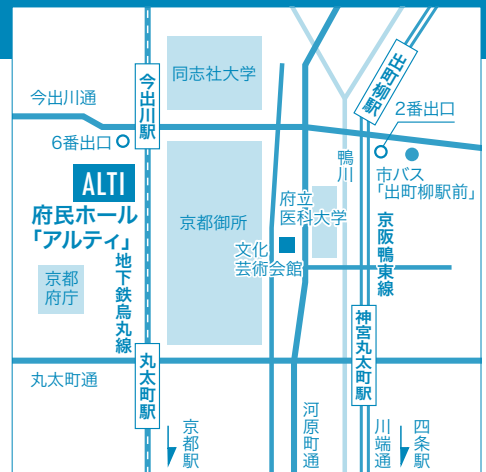 同志社大学
今出川駅
出町柳駅
今出川通
2番出口
6番出口
鴨川
市バス
「出町柳駅前」
ALTI
府民ホール
「アルティ」
京都御所
府立
医科大学
文化
芸術会館
京阪鴨東線
地下鉄烏丸線
京都
府庁
神宮丸太町駅
丸太町駅
丸太町通
京都駅
河原町通
川端通
四条駅